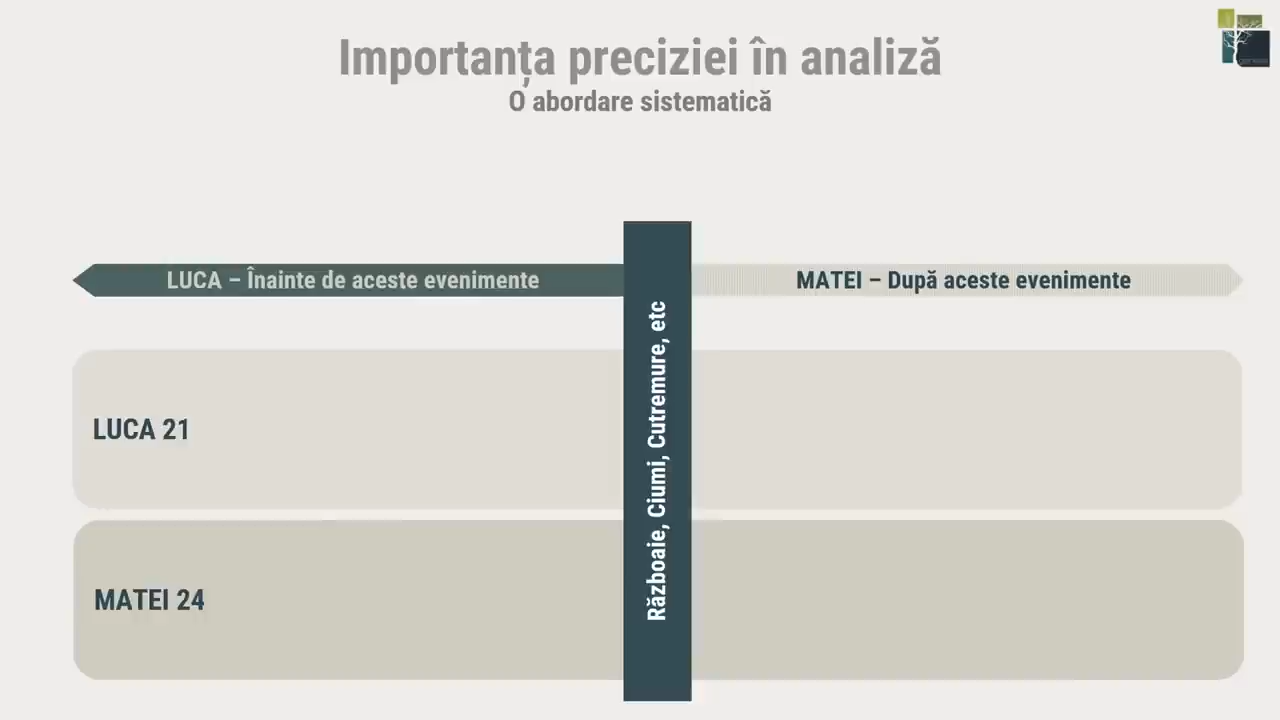 Importanța preciziei în analiză
O abordare sistematică
LUCA – Înainte de aceste evenimente
MATEI – După aceste evenimente
Războaie, Ciumi, Cutremure, etc
LUCA 21
MATEI 24